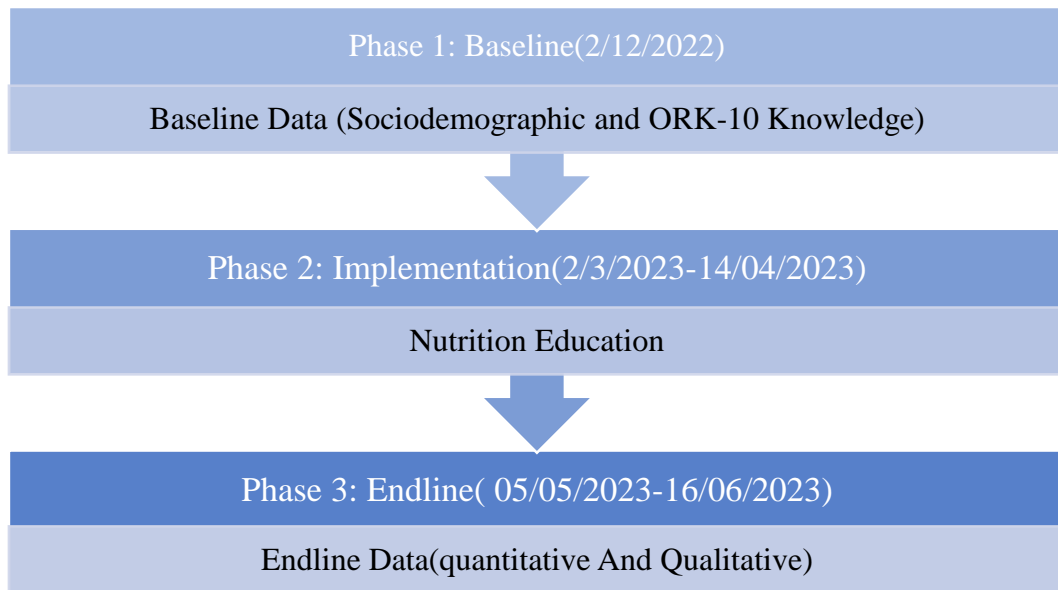 Phase 1: Baseline(2/12/2022)
Baseline Data (Sociodemographic and ORK-10 Knowledge)
Phase 2: Implementation(2/3/2023-14/04/2023)
Nutrition Education
Phase 3: Endline( 05/05/2023-16/06/2023)
Endline Data(quantitative And Qualitative)